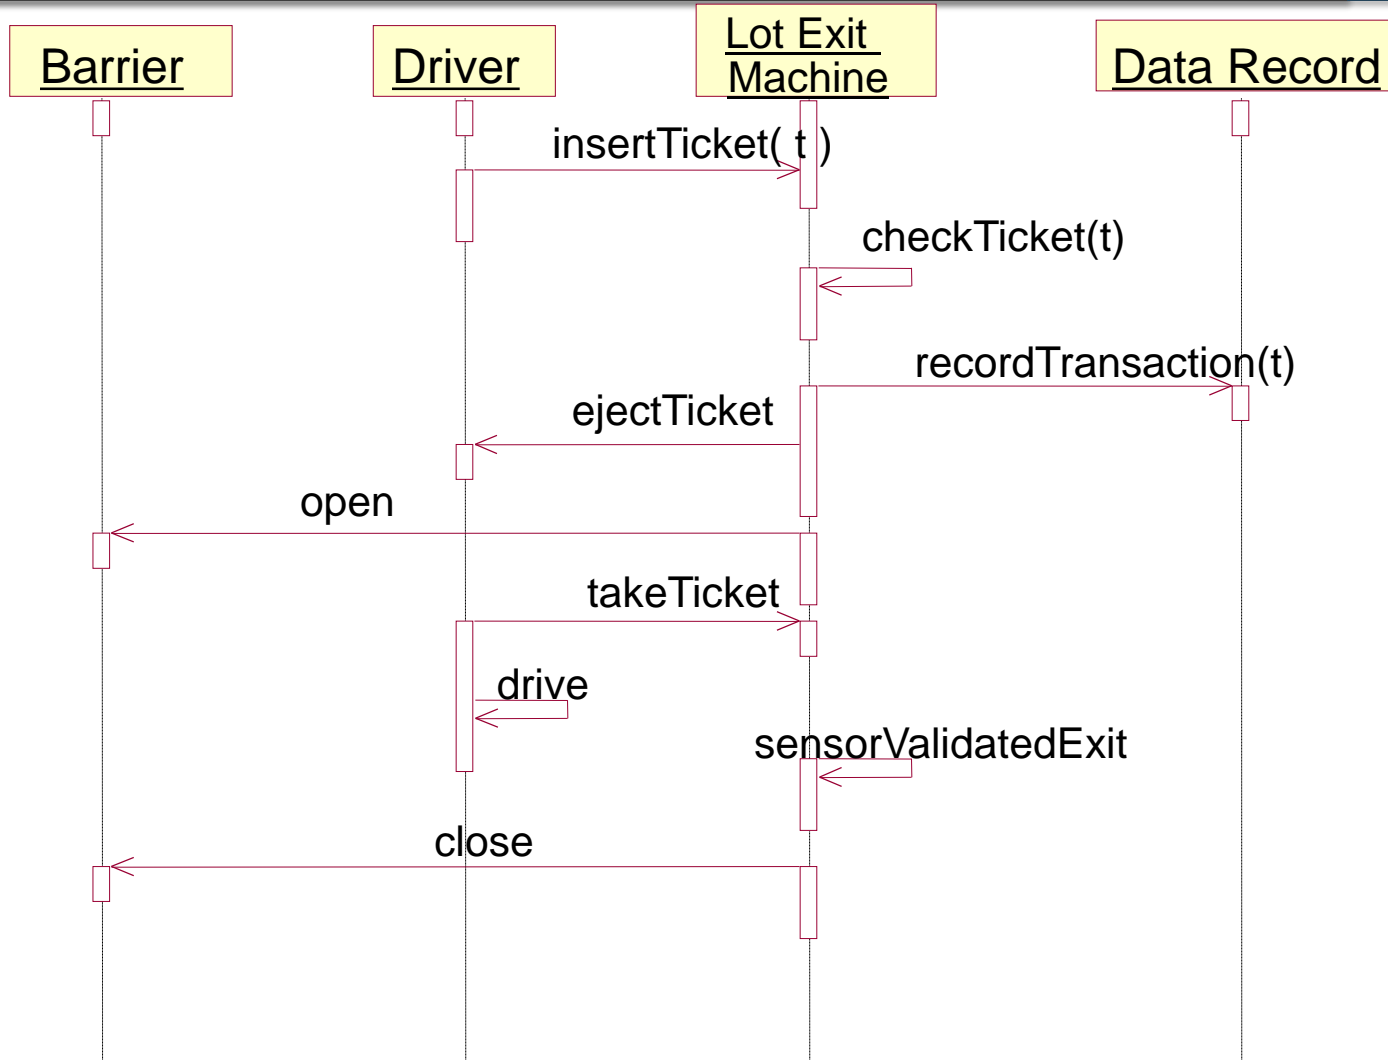 Barrier
Driver
Lot Exit
Machine
Data Record
insertTicket( t )
checkTicket(t)
recordTransaction(t)
ejectTicket
open
takeTicket
drive
sensorValidatedExit
close